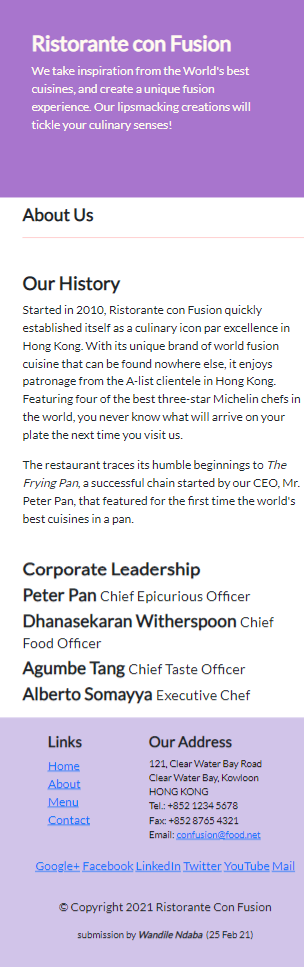 Ristorante con Fusion
We take inspiration from the World's best
cuisines, and create a unique fusion
experience. Our lipsmacking creations will
tickle your culinary senses!
About Us
Our History
Started in 2010, Ristorante con Fusion quickly
established itself as a culinary icon par excellence in
Hong Kong. With its unique brand of world fusion
cuisine that can be found nowhere else, it enjoys
patronage from the A-list clientele in Hong Kong.
Featuring four of the best three-star Michelin chefs in
the world, you never know what will arrive on your
plate the next time you visit us.
The restaurant traces its humble beginnings to The
Frying Pan, a successful chain started by our CEO, Mr.
Peter Pan, that featured for the first time the world's
best cuisines in a pan.
Corporate Leadership
Peter Pan Chief Epicurious Officer
Dhanasekaran Witherspoon Chief
Food Officer
Agumbe Tang Chief Taste Officer
Alberto Somayya Executive Chef
Links
Home
About
Menu
Contact
Our Address
121, Clear Water Bay Road
Clear Water Bay, Kowloon
HONG KONG
Tel.: +852 1234 5678
Fax: +852 8765 4321
Email: confusion@food.net
Google+ Facebook LinkedIn Twitter YouTube Mail
© Copyright 2021 Ristorante Con Fusion
submission by Wandile Ndaba (25 Feb 21)